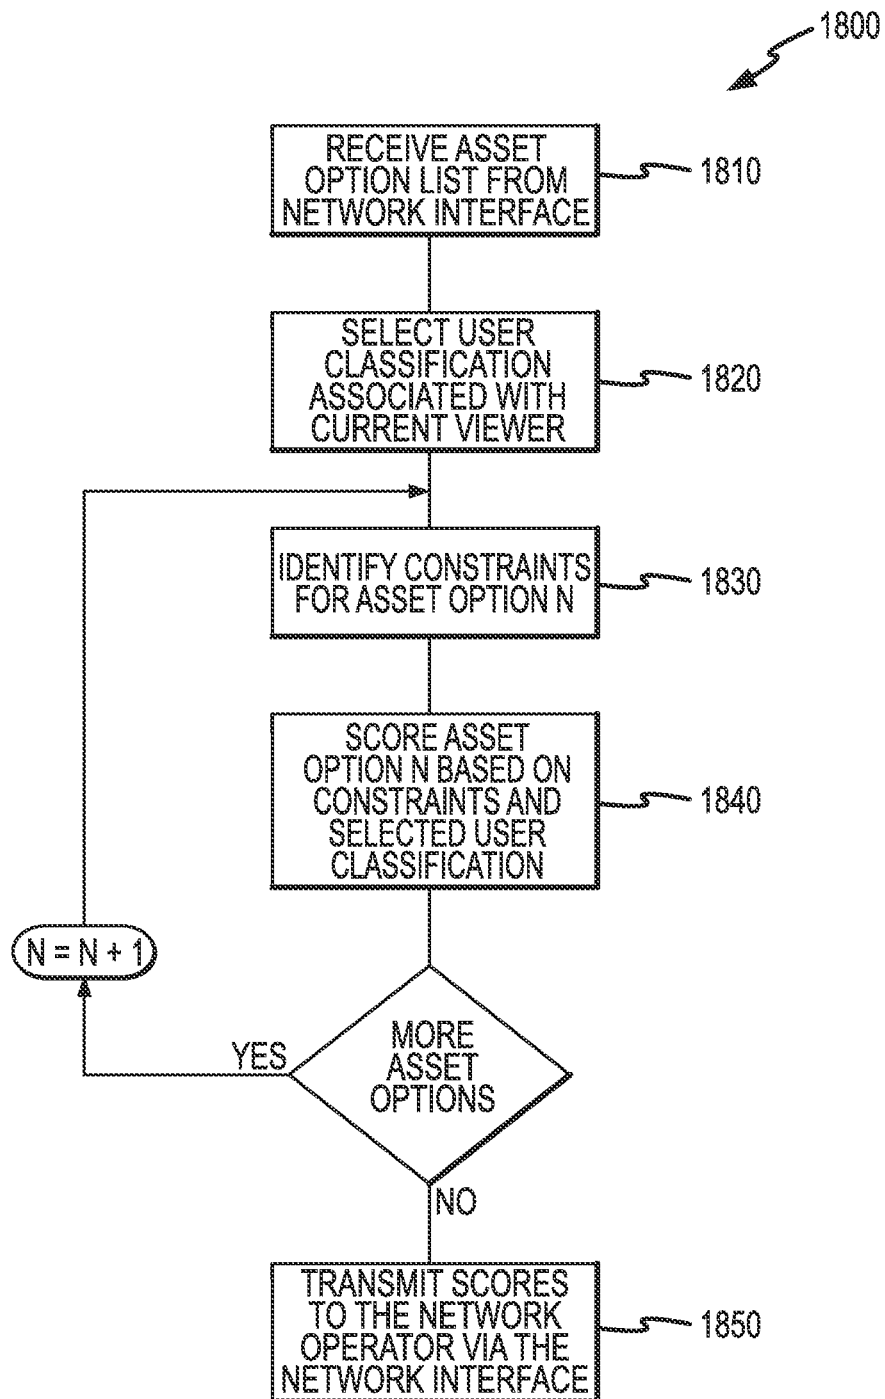 1800
RECEIVE ASSET
OPTION LIST FROM
NETWORK INTERFACE
1810
SELECT USER
CLASSIFICATION
ASSOCIATED WITH
CURRENT VIEWER
1820
IDENTIFY CONSTRAINTS
FOR ASSET OPTION N
1830
SCORE ASSET
OPTION N BASED ON
CONSTRAINTS AND
SELECTED USER
CLASSIFICATION
1840
N = N + 1
YES
MORE
ASSET
OPTIONS
NO
TRANSMIT SCORES
TO THE NETWORK
OPERATOR VIA THE
NETWORK INTERFACE
1850